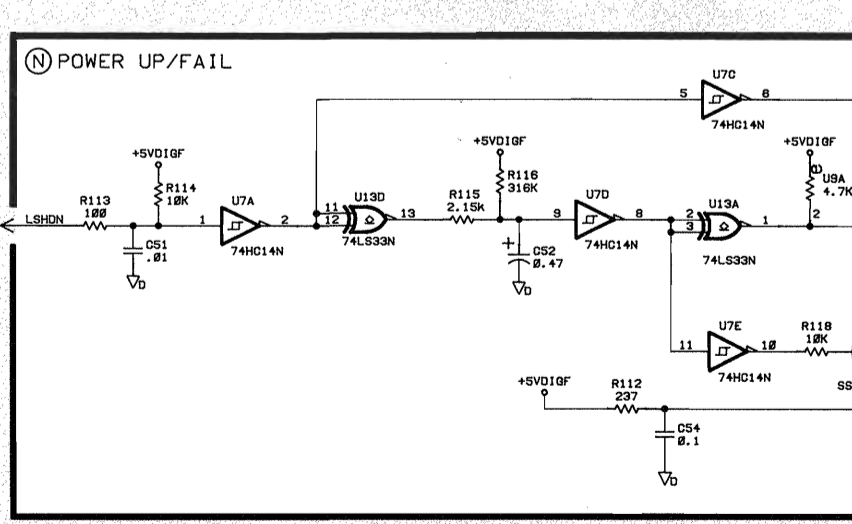 N POWER UP/FAIL
U7C
5 6
74HC14N
+5VDIGF
+5VDIGF
+5VDIGF
R114
10K
R113
100
LSHDN
C51
.01
D
1 U7A 2
74HC14N
11
12
U13D
13
74LS33N
R115
2.15k
R116
316K
+
C52
0.47
D
9 U7D 8
74HC14N
2
3
U13A
1
74LS33N
U9A
4.7K
2
11 U7E 10
74HC14N
R118
10K
SS
+5VDIGF
R112
237
C54
0.1
D